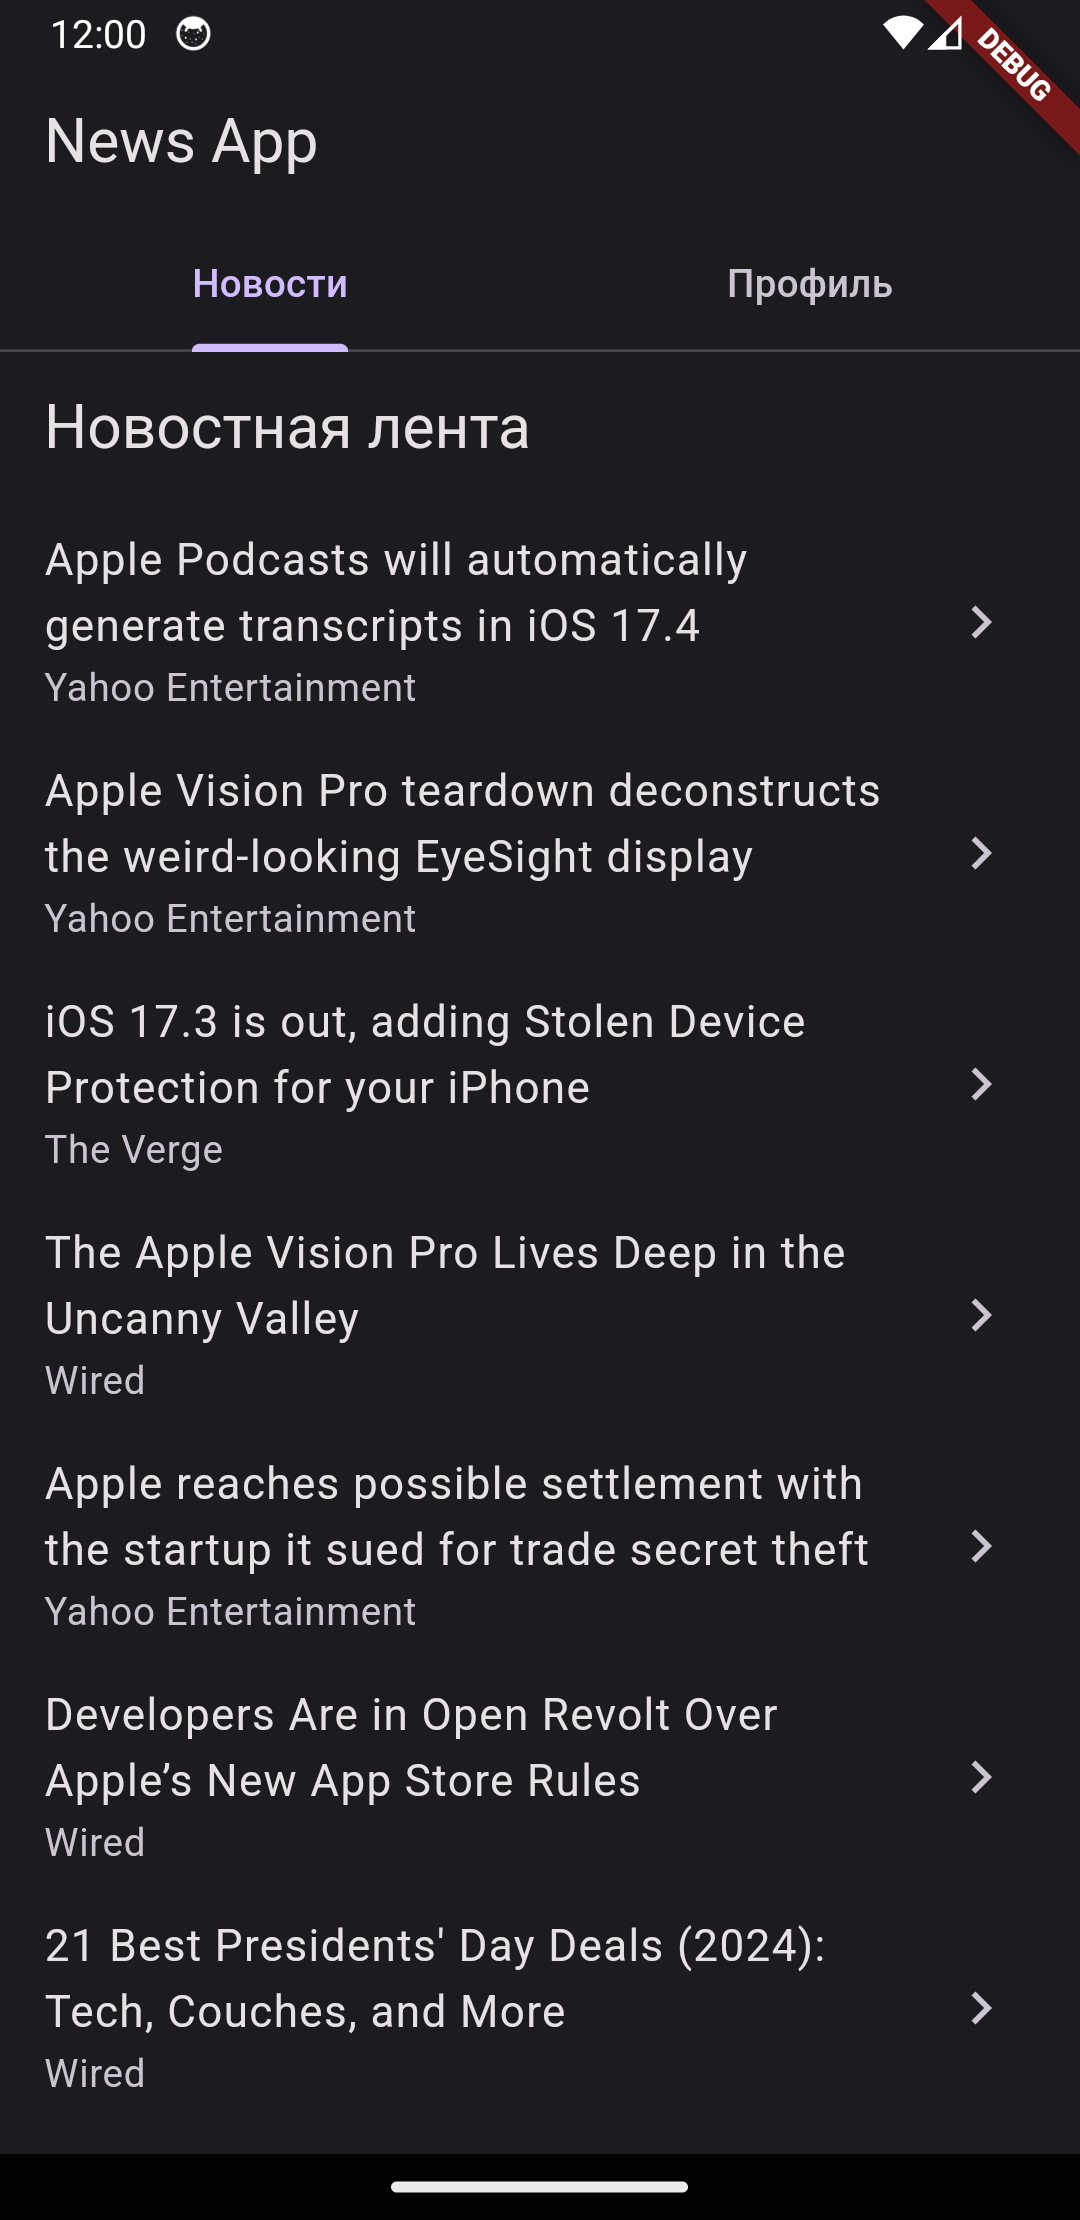 12:00
DEBUG
News App
Новости
Профиль
Новостная лента
Apple Podcasts will automatically
generate transcripts in iOS 17.4
Yahoo Entertainment
Apple Vision Pro teardown deconstructs
the weird-looking EyeSight display
Yahoo Entertainment
iOS 17.3 is out, adding Stolen Device
Protection for your iPhone
The Verge
The Apple Vision Pro Lives Deep in the
Uncanny Valley
Wired
Apple reaches possible settlement with
the startup it sued for trade secret theft
Yahoo Entertainment
Developers Are in Open Revolt Over
Apple’s New App Store Rules
Wired
21 Best Presidents' Day Deals (2024):
Tech, Couches, and More
Wired